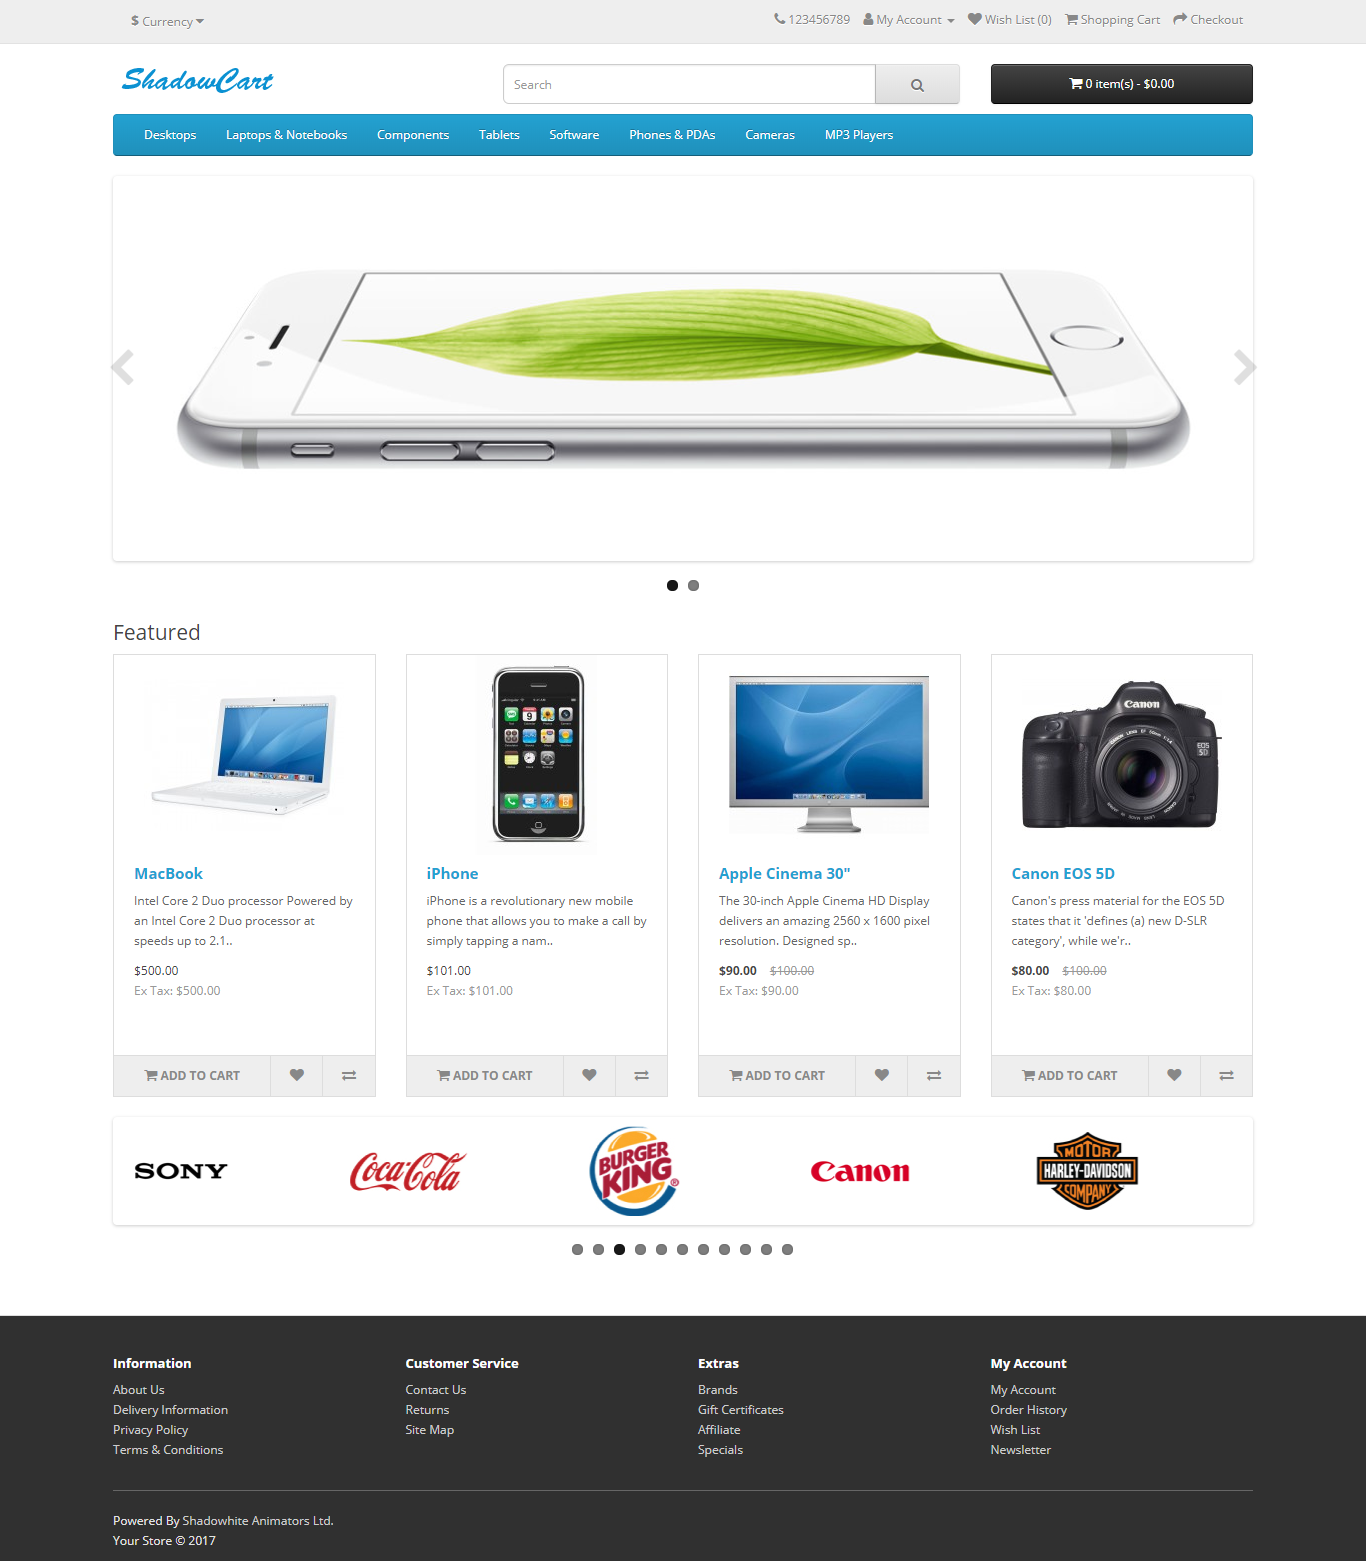 $ Currency
123456789 My Account Wish List (0) Shopping Cart Checkout
ShadowCart
Search
0 item(s) - $0.00
Desktops Laptops & Notebooks Components Tablets Software Phones & PDAs Cameras MP3 Players
Featured
Canon
EOS
5D
MacBook
Intel Core 2 Duo processor Powered by
an Intel Core 2 Duo processor at
speeds up to 2.1..
$500.00
Ex Tax: $500.00
ADD TO CART
iPhone
iPhone is a revolutionary new mobile
phone that allows you to make a call by
simply tapping a nam..
$101.00
Ex Tax: $101.00
ADD TO CART
Apple Cinema 30"
The 30-inch Apple Cinema HD Display
delivers an amazing 2560 x 1600 pixel
resolution. Designed sp..
$90.00 $100.00
Ex Tax: $90.00
ADD TO CART
Canon EOS 5D
Canon's press material for the EOS 5D
states that it 'defines (a) new D-SLR
category', while we'r..
$80.00 $100.00
Ex Tax: $80.00
ADD TO CART
SONY
Coca-Cola
BURGER
KING
®
Canon
MOTOR
HARLEY-DAVIDSON
COMPANY
Information
About Us
Delivery Information
Privacy Policy
Terms & Conditions
Customer Service
Contact Us
Returns
Site Map
Extras
Brands
Gift Certificates
Affiliate
Specials
My Account
My Account
Order History
Wish List
Newsletter
Powered By Shadowhite Animators Ltd.
Your Store © 2017